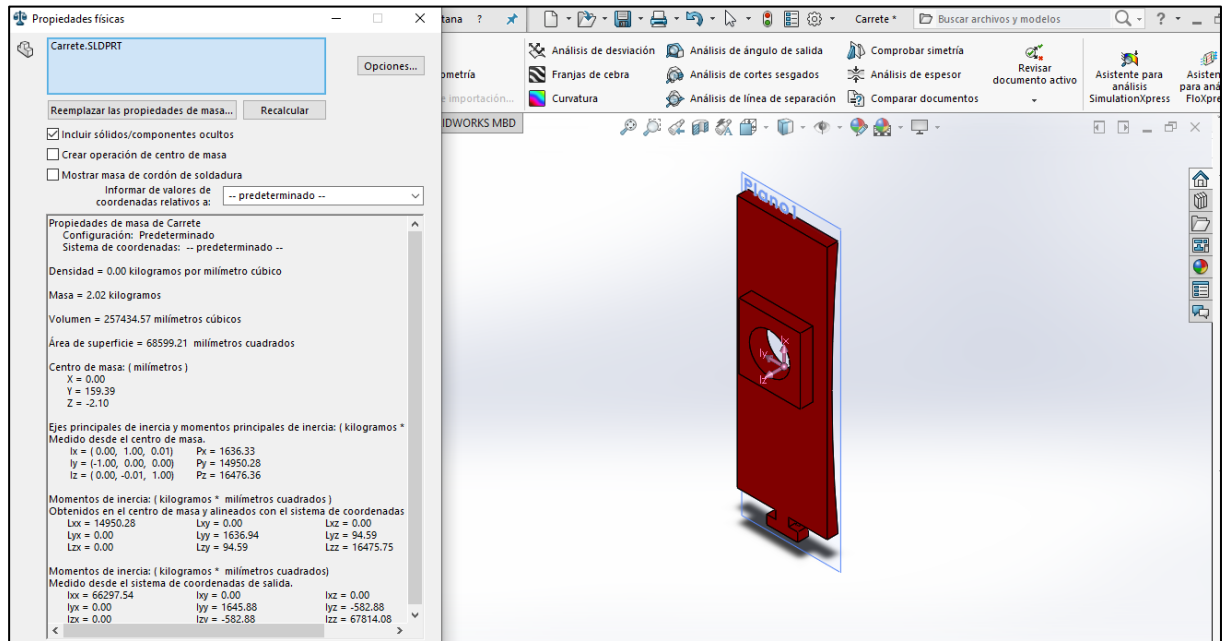 Propiedades físicas
Carrete.SLDPRT
Opciones...
Reemplazar las propiedades de masa...
Recalcular
Incluir sólidos/componentes ocultos
Crear operación de centro de masa
Mostrar masa de cordón de soldadura
Informar de valores de
coordenadas relativos a:
-- predeterminado --
Propiedades de masa de Carrete
Configuración: Predeterminado
Sistema de coordenadas: -- predeterminado --
Densidad = 0.00 kilogramos por milímetro cúbico
Masa = 2.02 kilogramos
Volumen = 257434.57 milímetros cúbicos
Área de superficie = 68599.21 milímetros cuadrados
Centro de masa: ( milímetros )
X = 0.00
Y = 159.39
Z = -2.10
Ejes principales de inercia y momentos principales de inercia: ( kilogramos *
Medido desde el centro de masa.
Ix = ( 0.00, 1.00, 0.01) Px = 1636.33
Iy = (-1.00, 0.00, 0.00) Py = 14950.28
Iz = ( 0.00, -0.01, 1.00) Pz = 16476.36
Momentos de inercia: ( kilogramos * milímetros cuadrados )
Obtenidos en el centro de masa y alineados con el sistema de coordenadas
Lxx = 14950.28 Lxy = 0.00 Lxz = 0.00
Lyx = 0.00 Lyy = 1636.94 Lyz = 94.59
Lzx = 0.00 Lzy = 94.59 Lzz = 16475.75
Momentos de inercia: ( kilogramos * milímetros cuadrados)
Medido desde el sistema de coordenadas de salida.
Ixx = 66297.54 Ixy = 0.00 Ixz = 0.00
Iyx = 0.00 Iyy = 1645.88 Iyz = -582.88
Izx = 0.00 Izy = -582.88 Izz = 67814.08
tana ?
Carrete *
Buscar archivos y modelos
?
ometría
e importación...
Análisis de desviación
Franjas de cebra
Curvatura
Análisis de ángulo de salida
Análisis de cortes sesgados
Análisis de línea de separación
Comprobar simetría
Análisis de espesor
Comparar documentos
Revisar
documento activo
Asistente para
análisis
SimulationXpress
Asisten
para aná
FloXpre
IDWORKS MBD
Plano1
Ix
Iy
Iz